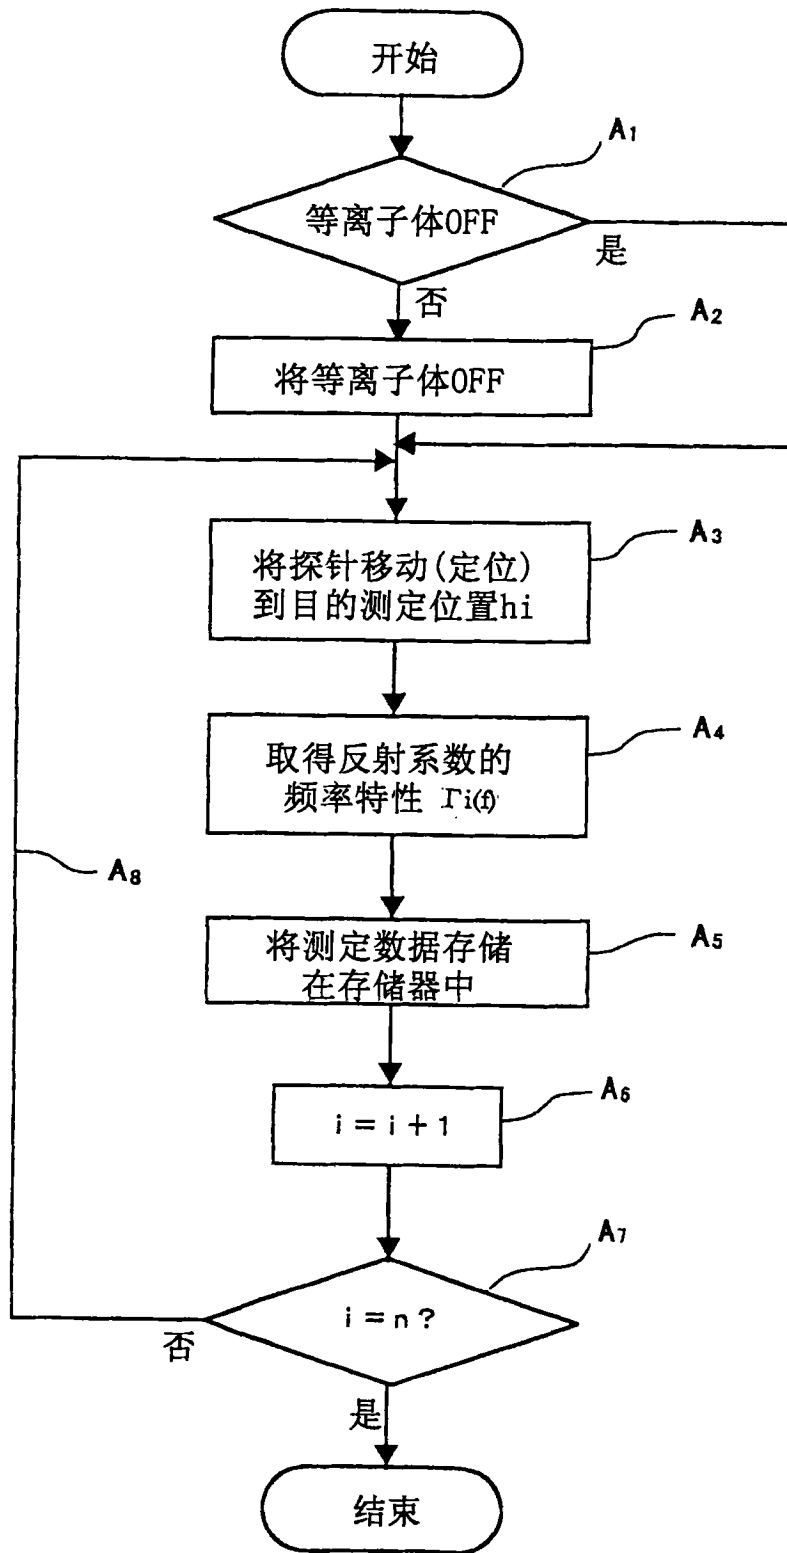 开始
A₁
等离子体OFF
是
否
A₂
将等离子体OFF
A₃
将探针移动(定位)
到目的测定位置hi
A₄
取得反射系数的
频率特性 Γi(f)
A₈
A₅
将测定数据存储
在存储器中
A₆
i = i + 1
A₇
i = n ?
否
是
结束